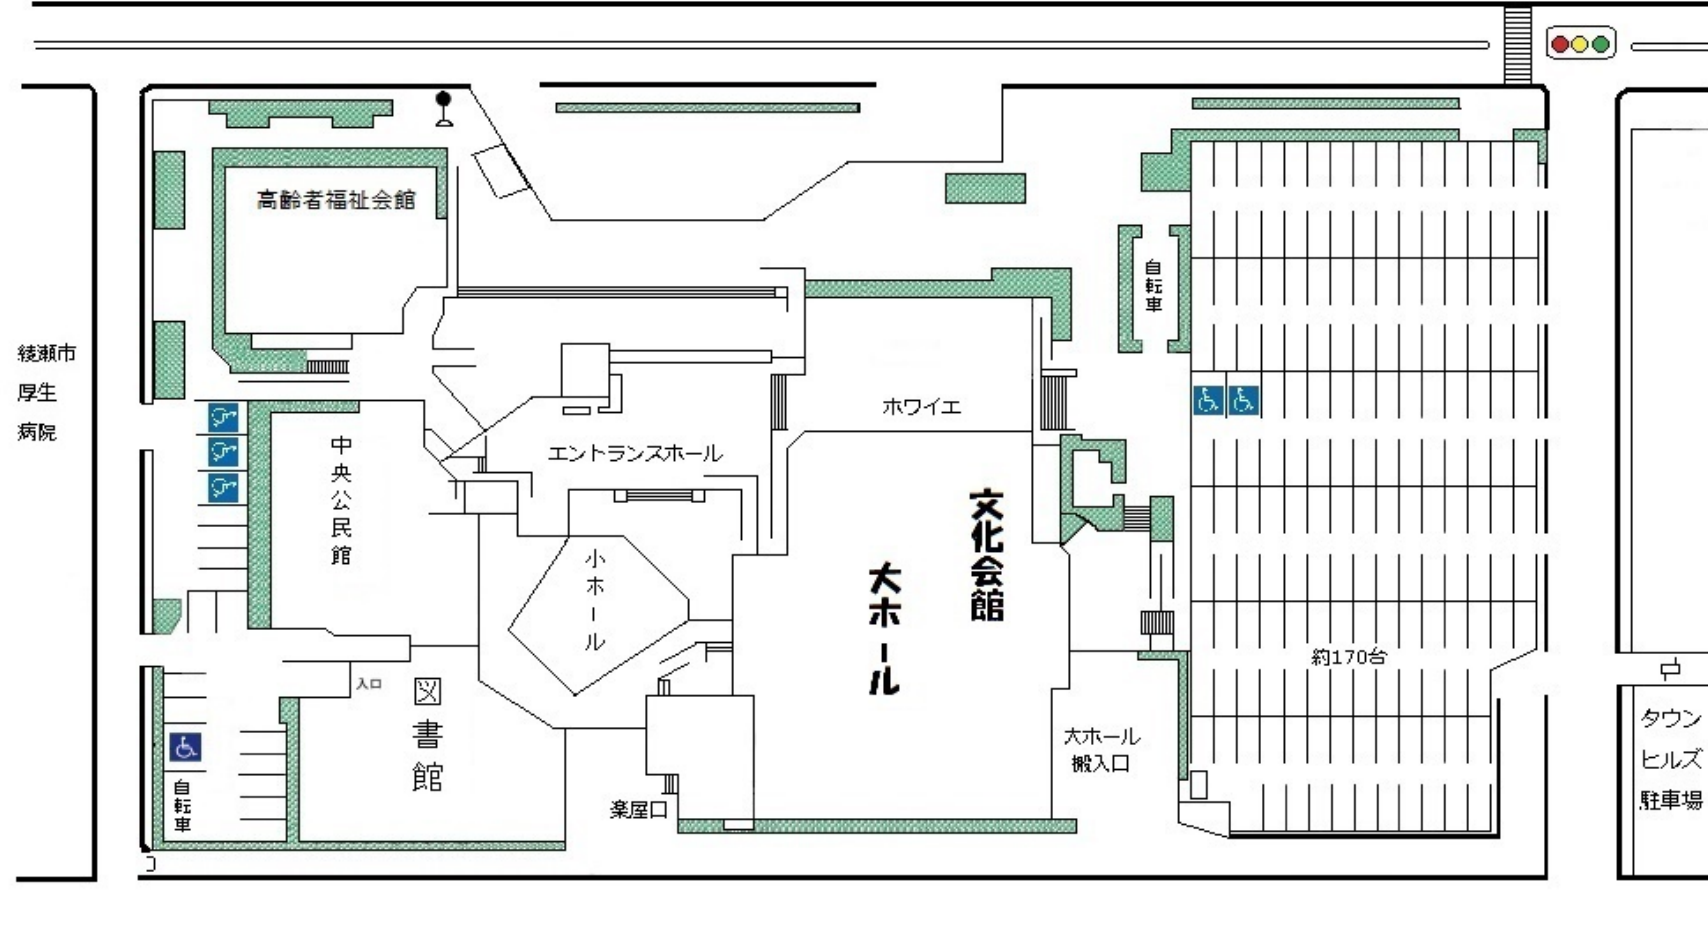 高齢者福祉会館
自転車
綾瀬市
厚生
病院
ホワイエ
中央公民館
エントランスホール
文化会館
大ホール
小ホール
約170台
入口
図書館
大ホール
搬入口
タウン
ヒルズ
駐車場
自転車
楽屋口